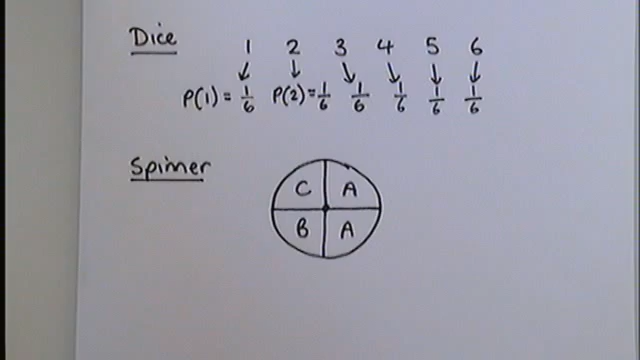 Dice 1 2 3 4 5 6
P(1) = 1/6 P(2) = 1/6 1/6 1/6 1/6 1/6
Spinner
C A
B A